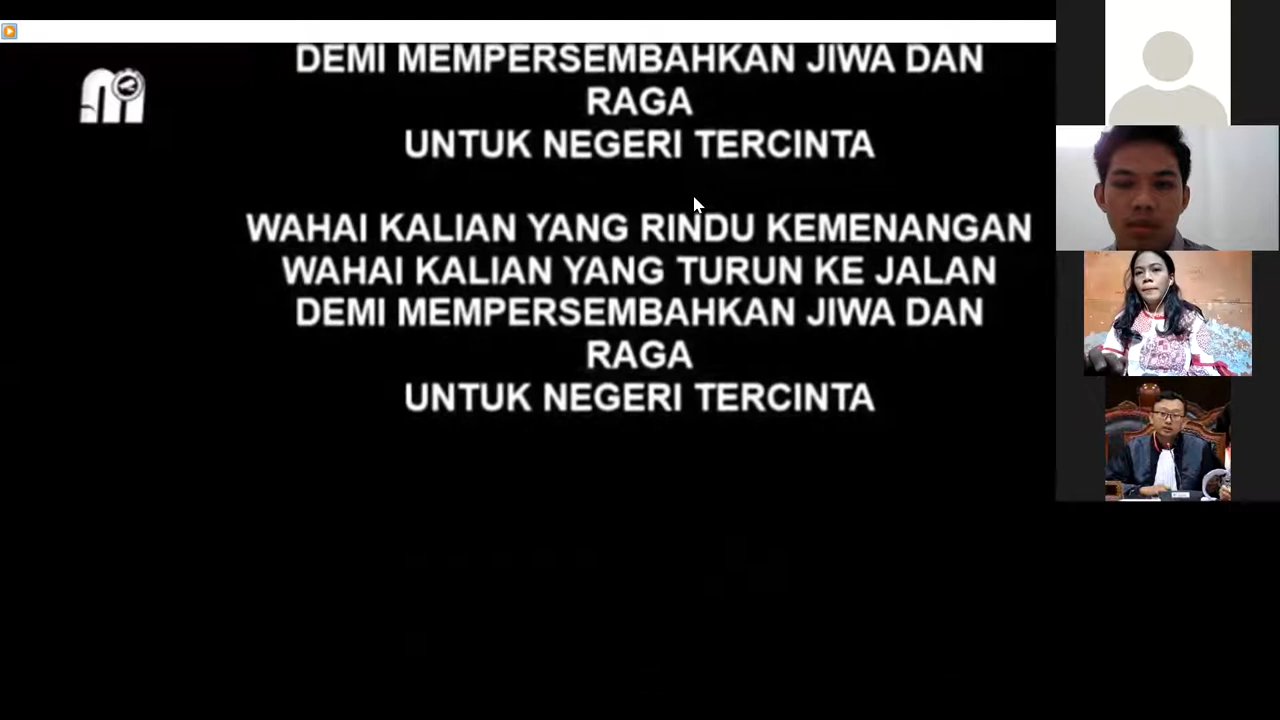 DEMI MEMPERSEMBAHKAN JIWA DAN
RAGA
UNTUK NEGERI TERCINTA
WAHAI KALIAN YANG RINDU KEMENANGAN
WAHAI KALIAN YANG TURUN KE JALAN
DEMI MEMPERSEMBAHKAN JIWA DAN
RAGA
UNTUK NEGERI TERCINTA